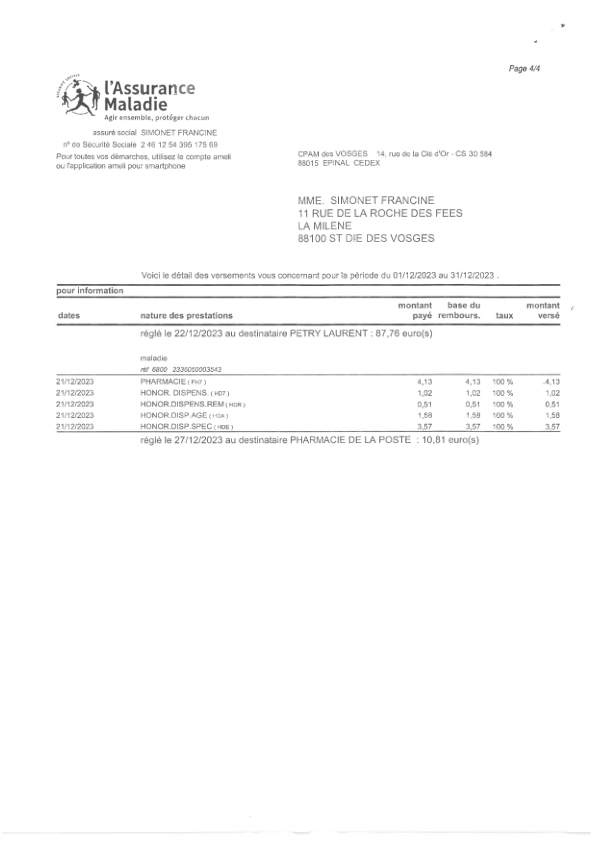 Page 4/4
ASSURANCE SOCIALE
l'Assurance
Maladie
Agir ensemble, protéger chacun
assuré social SIMONET FRANCINE
n° de Sécurité Sociale 2 46 12 54 395 175 69
Pour toutes vos démarches, utilisez le compte ameli
ou l'application ameli pour smartphone
CPAM des VOSGES 14, rue de la Clé d'Or - CS 30 584
88015 EPINAL CEDEX
MME. SIMONET FRANCINE
11 RUE DE LA ROCHE DES FEES
LA MILENE
88100 ST DIE DES VOSGES
Voici le détail des versements vous concernant pour la période du 01/12/2023 au 31/12/2023 .
pour information
dates nature des prestations montant payé base du rembours. taux montant versé
réglé le 22/12/2023 au destinataire PETRY LAURENT : 87,76 euro(s)
maladie
réf 6800 2336050003543
21/12/2023 PHARMACIE ( PH7 ) 4,13 4,13 100 % 4,13
21/12/2023 HONOR. DISPENS. ( HD7 ) 1,02 1,02 100 % 1,02
21/12/2023 HONOR.DISPENS.REM ( HDR ) 0,51 0,51 100 % 0,51
21/12/2023 HONOR.DISP.AGE ( HDA ) 1,58 1,58 100 % 1,58
21/12/2023 HONOR.DISP.SPEC ( HDE ) 3,57 3,57 100 % 3,57
réglé le 27/12/2023 au destinataire PHARMACIE DE LA POSTE : 10,81 euro(s)